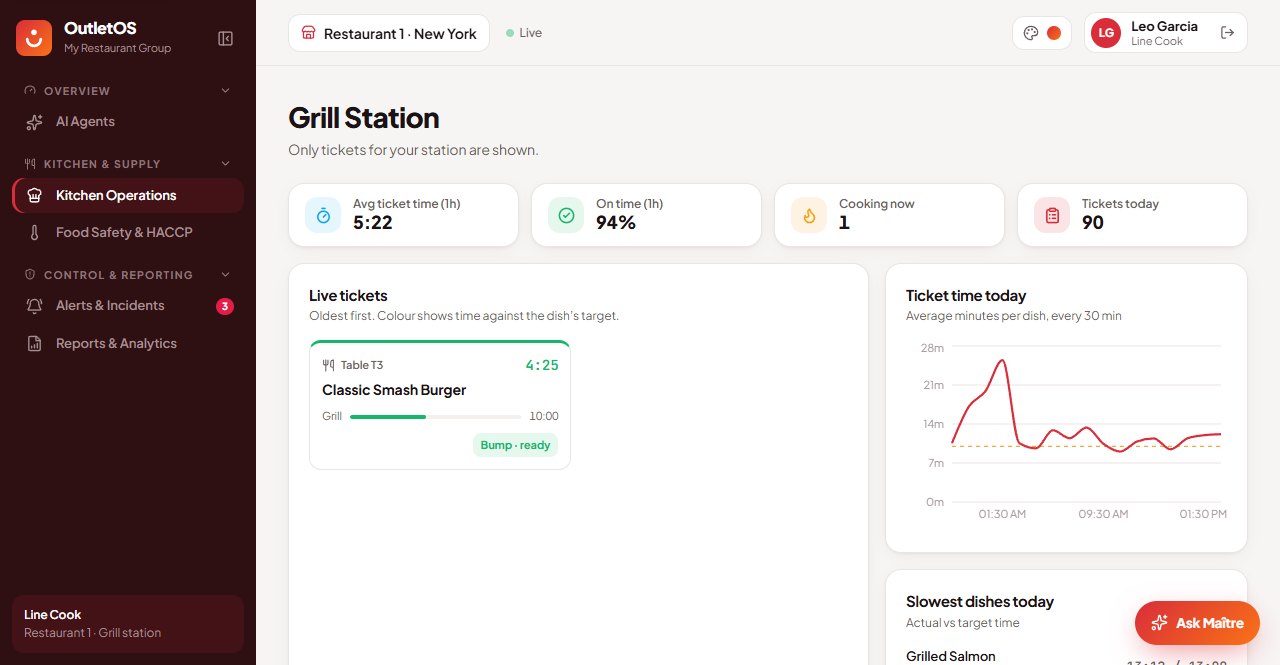 OutletOS
My Restaurant Group
OVERVIEW
AI Agents
KITCHEN & SUPPLY
Kitchen Operations
Food Safety & HACCP
CONTROL & REPORTING
Alerts & Incidents
3
Reports & Analytics
Line Cook
Restaurant 1 · Grill station
Restaurant 1 · New York
Live
LG
Leo Garcia
Line Cook
Grill Station
Only tickets for your station are shown.
Avg ticket time (1h)
5:22
On time (1h)
94%
Cooking now
1
Tickets today
90
Live tickets
Oldest first. Colour shows time against the dish's target.
Table T3
4:25
Classic Smash Burger
Grill
10:00
Bump · ready
Ticket time today
Average minutes per dish, every 30 min
28m
21m
14m
7m
0m
01:30 AM
09:30 AM
01:30 PM
Slowest dishes today
Actual vs target time
Grilled Salmon
Ask Maître